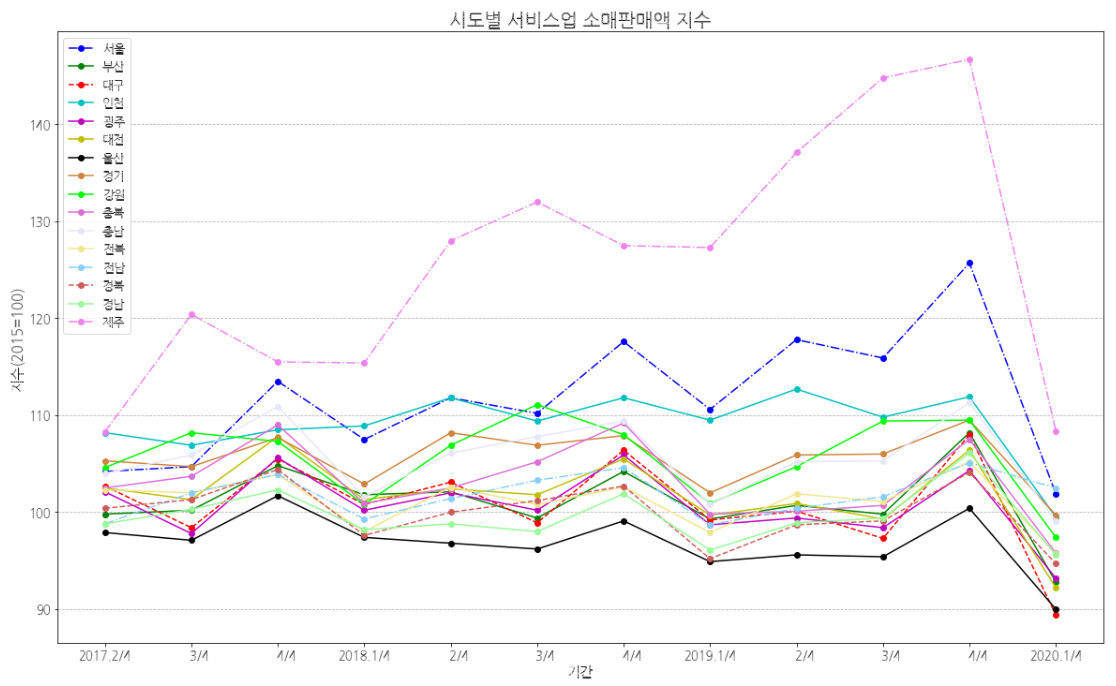 시도별 서비스업 소매판매액 지수
서울
부산
대구
인천
광주
대전
울산
경기
강원
충북
충남
전북
전남
경북
경남
제주
지수(2015=100)
140
130
120
110
100
90
2017.2/4 3/4 4/4 2018.1/4 2/4 3/4 4/4 2019.1/4 2/4 3/4 4/4 2020.1/4
기간